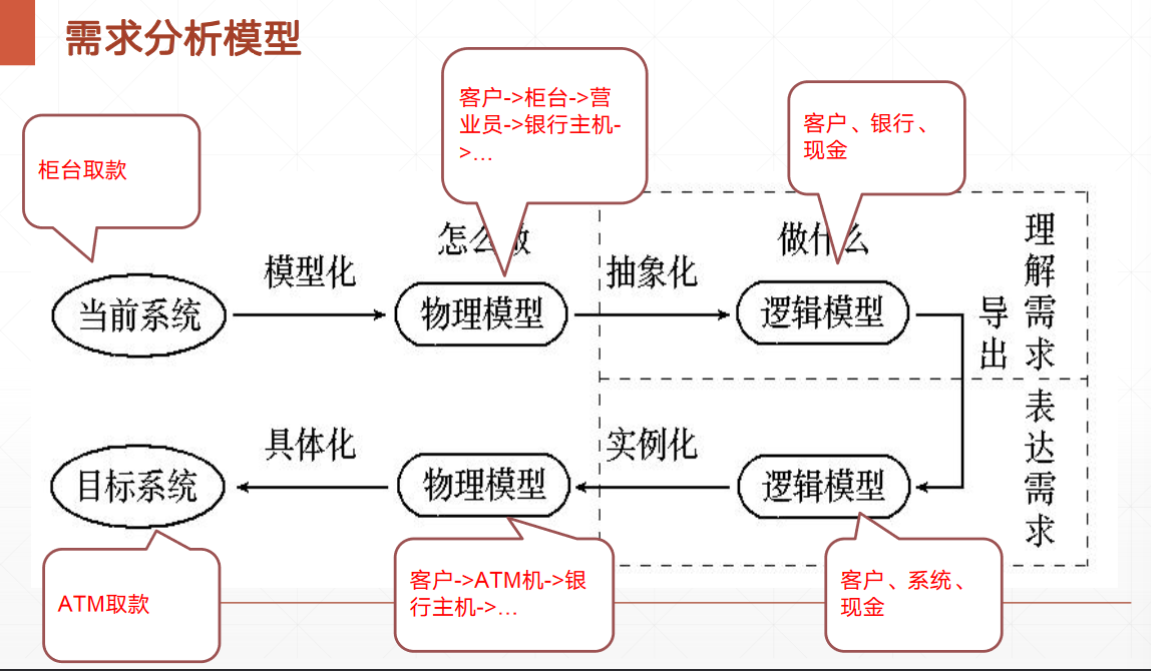 需求分析模型
柜台取款
客户->柜台->营
业员->银行主机-
>…
客户、银行、
现金
当前系统
模型化
怎么做
物理模型
抽象化
做什么
逻辑模型
导出
理解需求
目标系统
具体化
物理模型
实例化
逻辑模型
表达需求
ATM取款
客户->ATM机->银
行主机->…
客户、系统、
现金